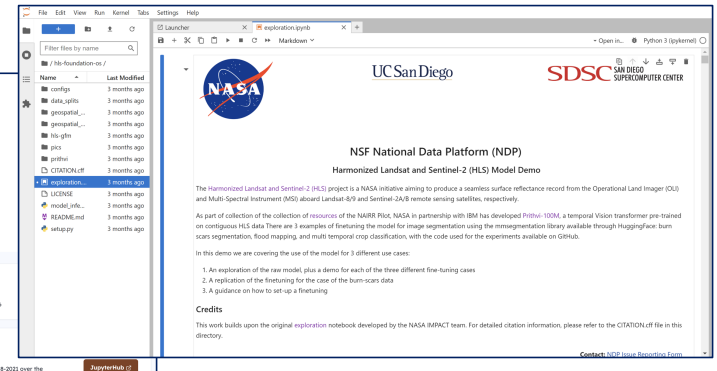 File Edit View Run Kernel Tabs Settings Help
Launcher
exploration.ipynb
Markdown
Open in...
Python 3 (ipykernel)
Filter files by name
/ hls-foundation-os /
Name Last Modified
configs 3 months ago
data_splits 3 months ago
geospatial_... 3 months ago
geospatial_... 3 months ago
hls-gfm 3 months ago
pics 3 months ago
prithvi 3 months ago
CITATION.cff 3 months ago
exploration... 3 months ago
LICENSE 3 months ago
model_infe... 3 months ago
README.md 3 months ago
setup.py 3 months ago
NASA
UC San Diego
SDSC SAN DIEGO
SUPERCOMPUTER CENTER
NSF National Data Platform (NDP)
Harmonized Landsat and Sentinel-2 (HLS) Model Demo
The Harmonized Landsat and Sentinel-2 (HLS) project is a NASA initiative aiming to produce a seamless surface reflectance record from the Operational Land Imager (OLI)
and Multi-Spectral Instrument (MSI) aboard Landsat-8/9 and Sentinel-2A/B remote sensing satellites, respectively.
As part of collection of the collection of resources of the NAIRR Pilot, NASA in partnership with IBM has developed Prithvi-100M, a temporal Vision transformer pre-trained
on contiguous HLS data There are 3 examples of finetuning the model for image segmentation using the mmsegmentation library available through HuggingFace: burn
scars segmentation, flood mapping, and multi temporal crop classification, with the code used for the experiments available on GitHub.
In this demo we are covering the use of the model for 3 different use cases:
1. An exploration of the raw model, plus a demo for each of the three different fine-tuning cases
2. A replication of the finetuning for the case of the burn-scars data
3. A guidance on how to set-up a finetuning
Credits
This work builds upon the original exploration notebook developed by the NASA IMPACT team. For detailed citation information, please refer to the CITATION.cff file in this
directory.
Contact: NDP Issue Reporting Form
8-2021 over the
JupyterHub